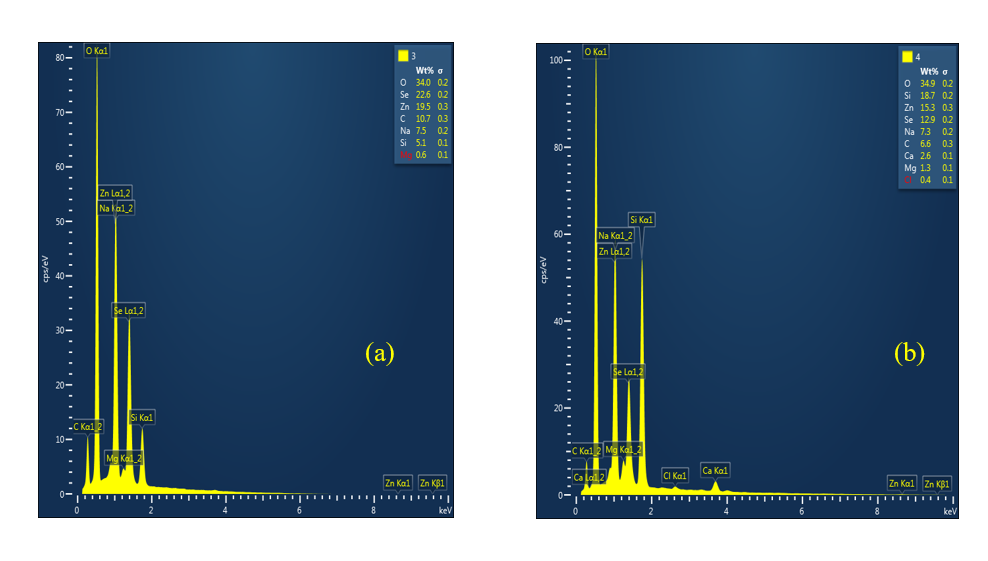 3
Wt% σ
O 34.0 0.2
Se 22.6 0.2
Zn 19.5 0.3
C 10.7 0.3
Na 7.5 0.2
Si 5.1 0.1
0.6 0.1
O Kα1
Zn Lα1,2
Na Kα1_2
Se Lα1,2
Si Kα1
C Kα1_2
Mg Kα1_2
Zn Kα1
Zn Kβ1
80
70
60
50
40
30
20
10
0
cps/eV
0 2 4 6 8 keV
(a)
4
Wt% σ
O 34.9 0.2
Si 18.7 0.2
Zn 15.3 0.3
Se 12.9 0.2
Na 7.3 0.2
C 6.6 0.3
Ca 2.6 0.1
Mg 1.3 0.1
0.4 0.1
O Kα1
Si Kα1
Na Kα1_2
Zn Lα1,2
Se Lα1,2
C Kα1_2
Mg Kα1_2
Ca Lα1,2
Cl Kα1
Ca Kα1
Zn Kα1
Zn Kβ1
100
80
60
40
20
0
cps/eV
0 2 4 6 8 keV
(b)